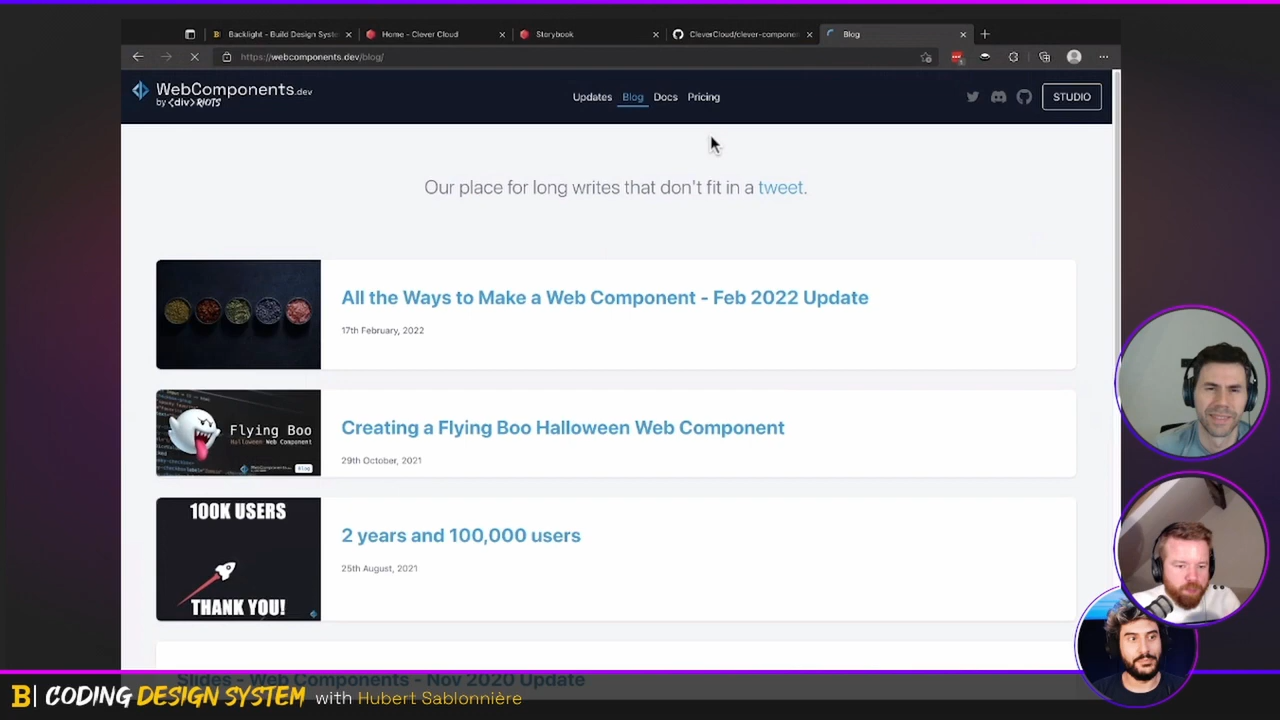 Backlight - Build Design Syste
Home - Clever Cloud
Storybook
CleverCloud/clever-componen
Blog
https://webcomponents.dev/blog/
WebComponents.dev
by <div>RIOTS
Updates
Blog
Docs
Pricing
STUDIO
Our place for long writes that don't fit in a tweet.
All the Ways to Make a Web Component - Feb 2022 Update
17th February, 2022
Flying Boo
Halloween Web Component
Blog
Creating a Flying Boo Halloween Web Component
29th October, 2021
100K USERS
THANK YOU!
2 years and 100,000 users
25th August, 2021
Slides - Web Components - Nov 2020 Update
B| CODING DESIGN SYSTEM with Hubert Sablonnière